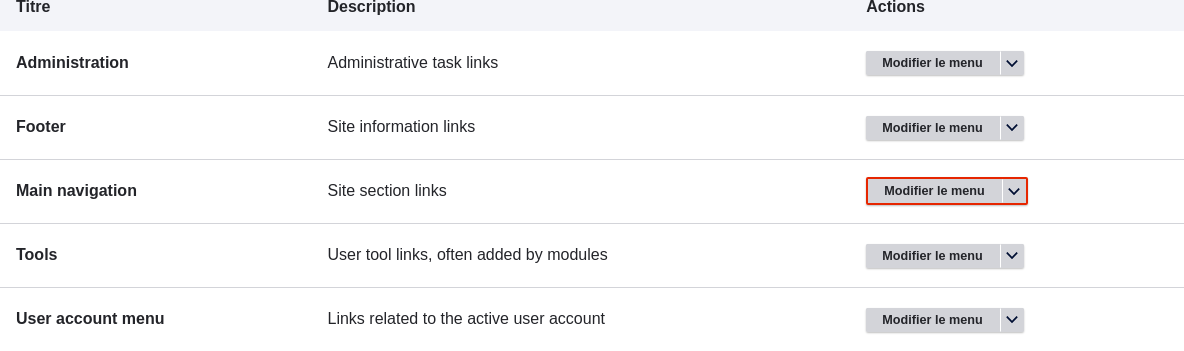 Titre Description Actions
Administration Administrative task links Modifier le menu
Footer Site information links Modifier le menu
Main navigation Site section links Modifier le menu
Tools User tool links, often added by modules Modifier le menu
User account menu Links related to the active user account Modifier le menu